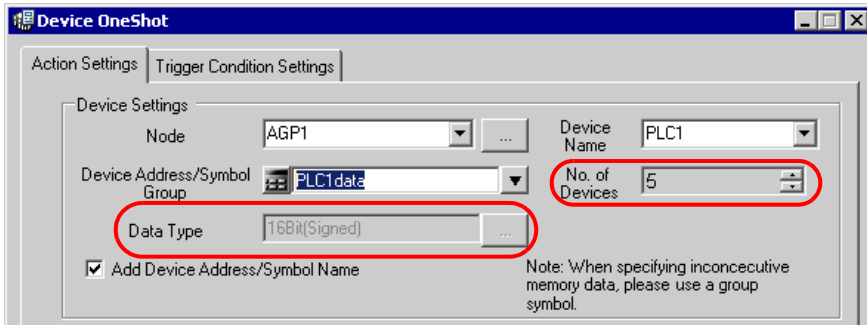 Device OneShot
Action Settings Trigger Condition Settings
Device Settings
Node AGP1 ... Device Name PLC1
Device Address/Symbol Group PLC1data No. of Devices 5
Data Type 16Bit(Signed) ...
Add Device Address/Symbol Name
Note: When specifying inconcecutive
memory data, please use a group
symbol.